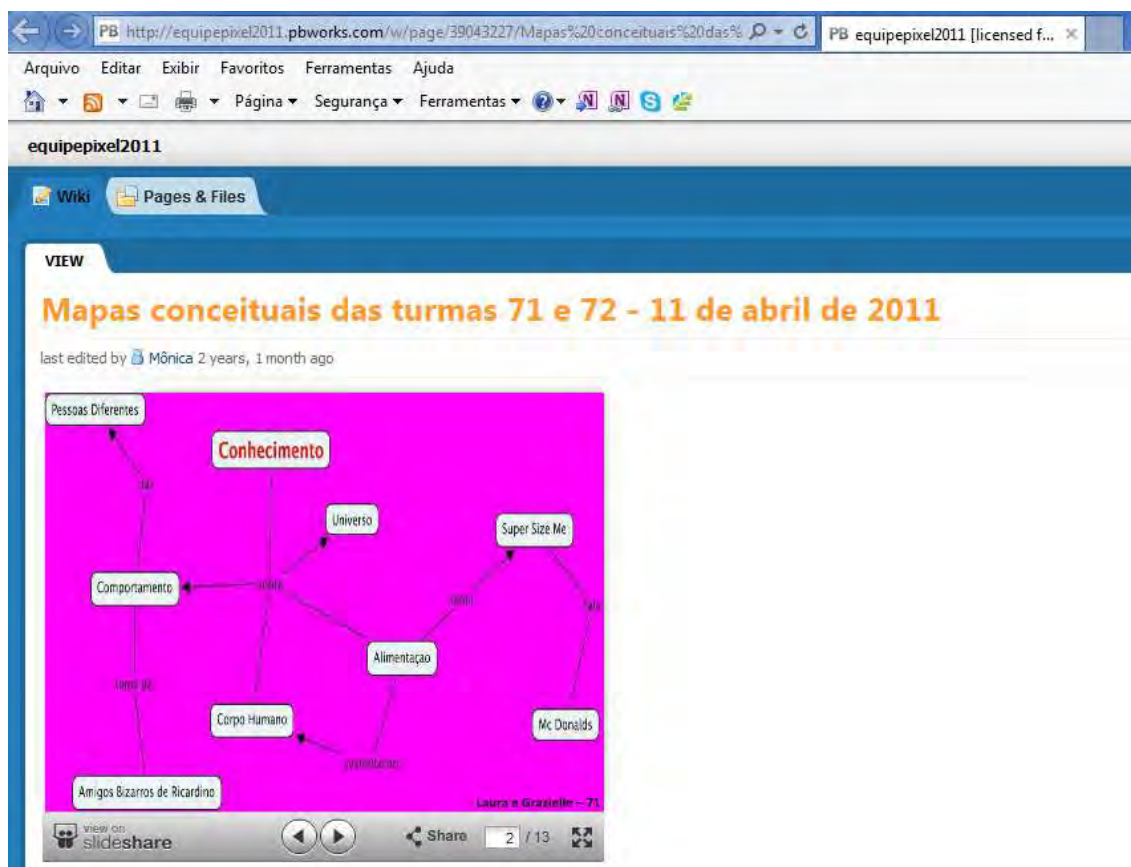 PB http://equipepixel2011.pbworks.com/w/page/39043227/Mapas%20conceituais%20das%
PB equipepixel2011 [licensed f...
Arquivo Editar Exibir Favoritos Ferramentas Ajuda
Página Segurança Ferramentas
equipepixel2011
Wiki Pages & Files
VIEW
Mapas conceituais das turmas 71 e 72 - 11 de abril de 2011
last edited by Mônica 2 years, 1 month ago
Pessoas Diferentes
Conhecimento
Universo
Super Size Me
Comportamento
Alimentaçao
Corpo Humano
Mc Donalds
Amigos Bizarros de Ricardino
Laura e Grazielle - 71
view on
slideshare
Share 2 / 13